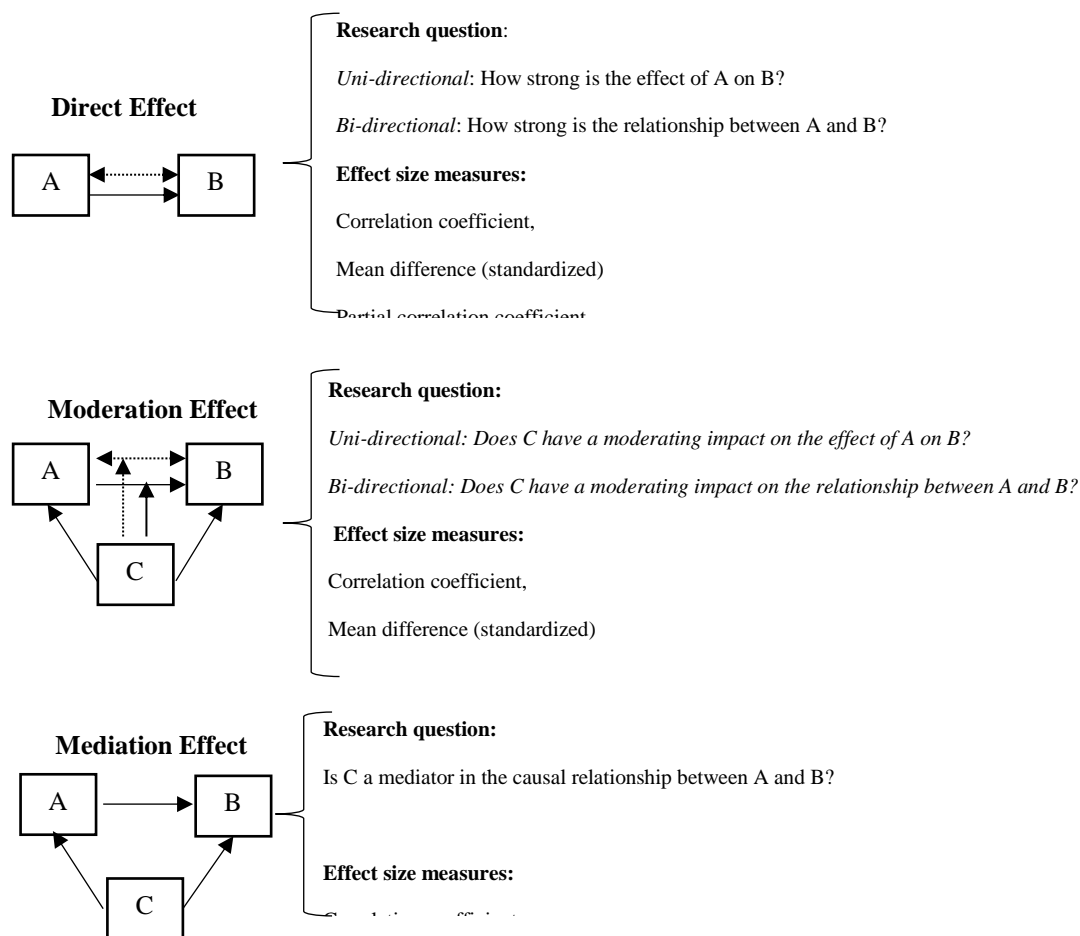 Direct Effect
A
B
Research question:
Uni-directional: How strong is the effect of A on B?
Bi-directional: How strong is the relationship between A and B?
Effect size measures:
Correlation coefficient,
Mean difference (standardized)
Partial correlation coefficient
Moderation Effect
A
B
C
Research question:
Uni-directional: Does C have a moderating impact on the effect of A on B?
Bi-directional: Does C have a moderating impact on the relationship between A and B?
Effect size measures:
Correlation coefficient,
Mean difference (standardized)
Mediation Effect
A
B
C
Research question:
Is C a mediator in the causal relationship between A and B?
Effect size measures: